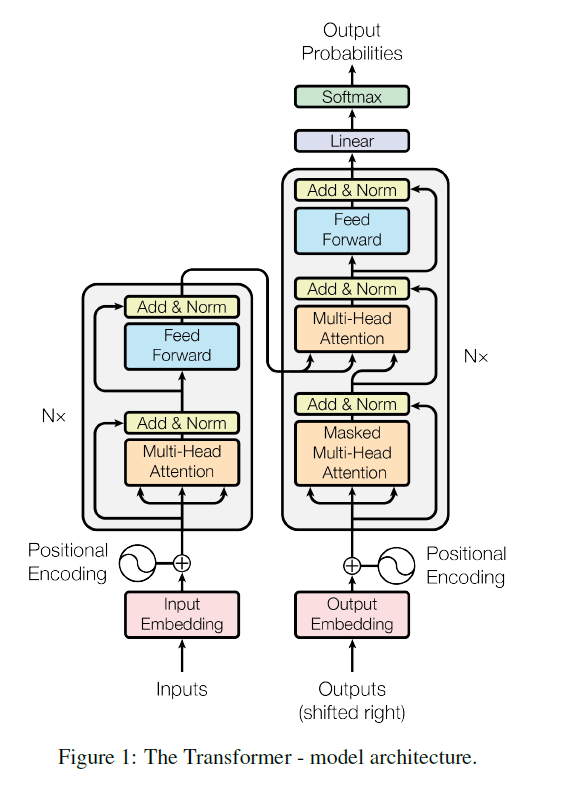 Output
Probabilities
Softmax
Linear
Add & Norm
Feed
Forward
Add & Norm
Multi-Head
Attention
Add & Norm
Masked
Multi-Head
Attention
Nx
Positional
Encoding
Output
Embedding
Outputs
(shifted right)
Add & Norm
Feed
Forward
Add & Norm
Multi-Head
Attention
Nx
Positional
Encoding
Input
Embedding
Inputs
Figure 1: The Transformer - model architecture.